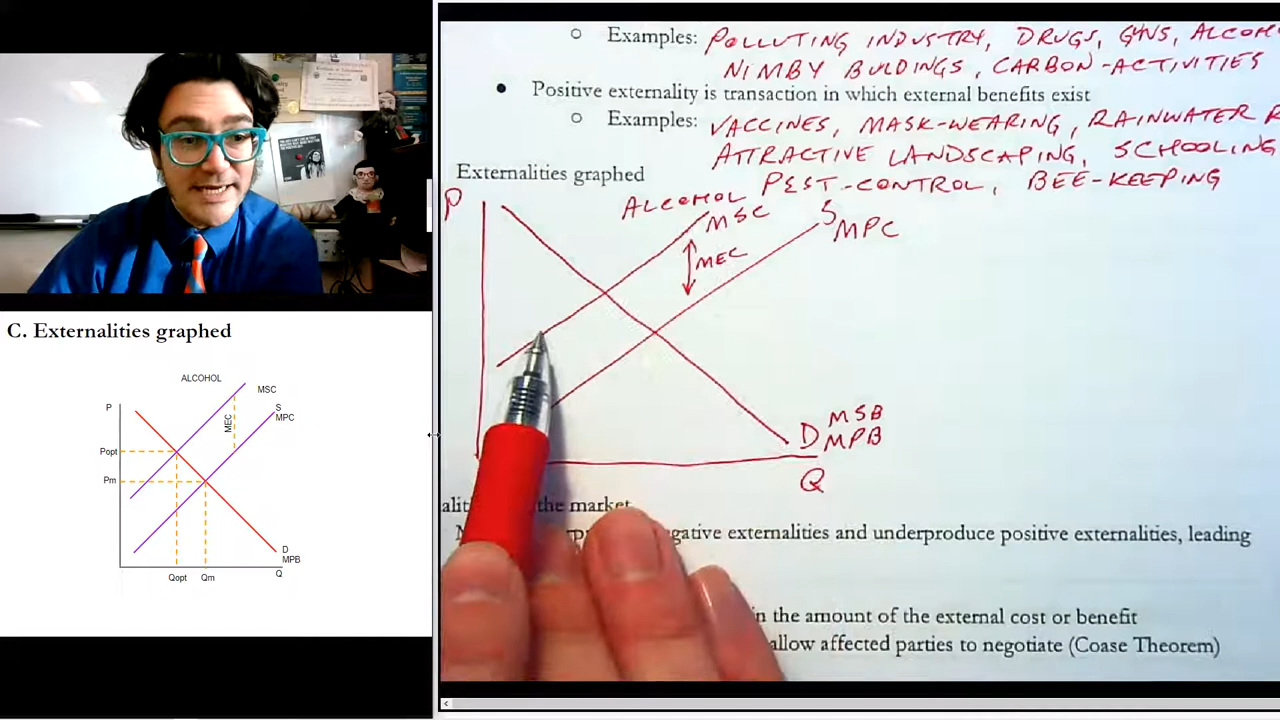 C. Externalities graphed
ALCOHOL
MSC
P
S
MPC
MEC
Popt
Pm
D
MPB
Q
Qopt Qm
Examples: POLLUTING INDUSTRY, DRUGS, GUNS,
NIMBY BUILDINGS, CARBON-ACTIVITIES
Positive externality is transaction in which external benefits exist
Examples: VACCINES, MASK-WEARING, RAINWATER
ATTRACTIVE LANDSCAPING, SCHOOLING
Externalities graphed
PEST-CONTROL, BEE-KEEPING
ALCOHOL
P
MSC
S
MPC
MEC
MSB
D MPB
Q
the market
negative externalities and underproduce positive externalities, leading
in the amount of the external cost or benefit
allow affected parties to negotiate (Coase Theorem)